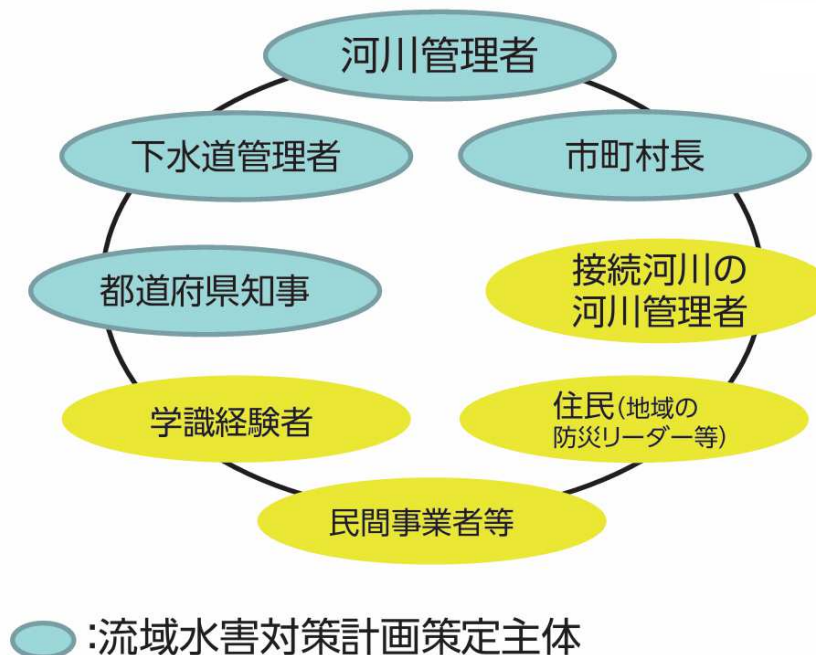 河川管理者
下水道管理者
市町村長
都道府県知事
接続河川の
河川管理者
学識経験者
住民(地域の
防災リーダー等)
民間事業者等
:流域水害対策計画策定主体